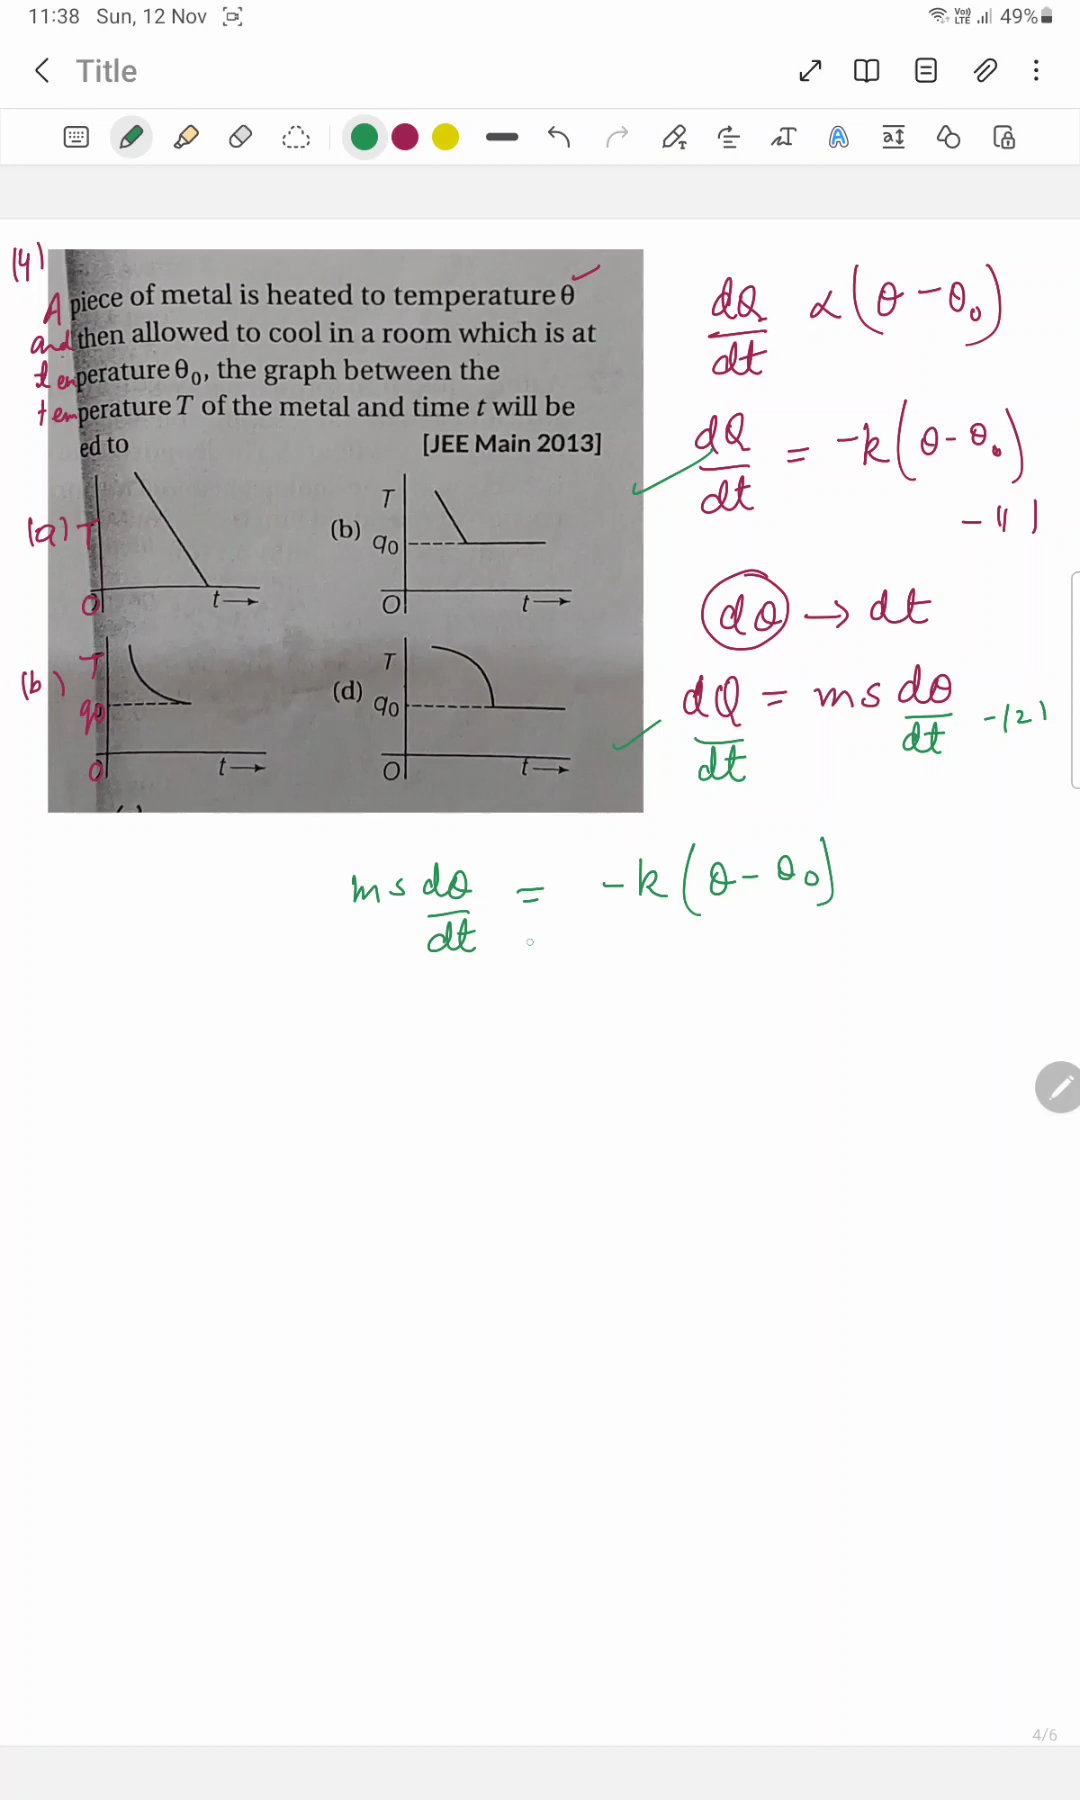 11:38 Sun, 12 Nov
Vo)) LTE 49%
Title
(4)
A piece of metal is heated to temperature θ
and then allowed to cool in a room which is at
temperature θ₀, the graph between the
temperature T of the metal and time t will be
ed to [JEE Main 2013]
(a) T
O t→
(b) T
q₀
O t→
(b) T
q₀
O t→
(d) T
q₀
O t→
dQ/dt ∝ (θ - θ₀)
dQ/dt = -k(θ - θ₀)
- (1)
dθ → dt
dQ/dt = ms dθ/dt - (2)
ms dθ/dt = -k(θ - θ₀)
4/6